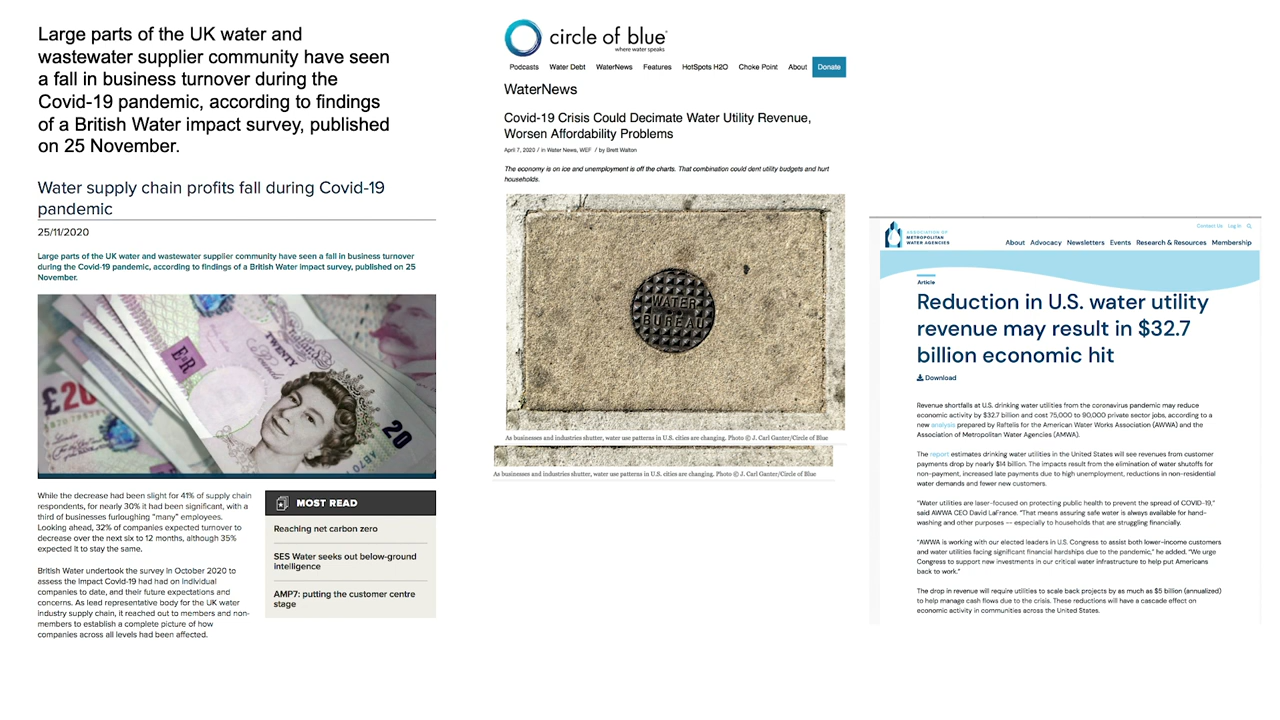 Large parts of the UK water and
wastewater supplier community have seen
a fall in business turnover during the
Covid-19 pandemic, according to findings
of a British Water impact survey, published
on 25 November.
Water supply chain profits fall during Covid-19
pandemic
25/11/2020
Large parts of the UK water and wastewater supplier community have seen a fall in business turnover
during the Covid-19 pandemic, according to findings of a British Water impact survey, published on 25
November.
£20
E R
TWENTY
Pounds
20
While the decrease had been slight for 41% of supply chain
respondents, for nearly 30% it had been significant, with a
third of businesses furloughing "many" employees.
Looking ahead, 32% of companies expected turnover to
decrease over the next six to 12 months, although 35%
expected it to stay the same.
British Water undertook the survey in October 2020 to
assess the impact Covid-19 had had on individual
companies to date, and their future expectations and
concerns. As lead representative body for the UK water
industry supply chain, it reached out to members and non-
members to establish a complete picture of how
companies across all levels had been affected.
MOST READ
Reaching net carbon zero
SES Water seeks out below-ground
intelligence
AMP7: putting the customer centre
stage
circle of blue
where water speaks
Podcasts Water Debt WaterNews Features HotSpots H2O Choke Point About Donate
WaterNews
Covid-19 Crisis Could Decimate Water Utility Revenue,
Worsen Affordability Problems
April 7, 2020 / in Water News, WEF / by Brett Walton
The economy is on ice and unemployment is off the charts. That combination could dent utility budgets and hurt
households.
WATER
BUREAU
As businesses and industries shutter, water use patterns in U.S. cities are changing. Photo © J. Carl Ganter/Circle of Blue
As businesses and industries shutter, water use patterns in U.S. cities are changing. Photo © J. Carl Ganter/Circle of Blue
ASSOCIATION OF
METROPOLITAN
WATER AGENCIES
Contact Us Log In
About Advocacy Newsletters Events Research & Resources Membership
Article
Reduction in U.S. water utility
revenue may result in $32.7
billion economic hit
Download
Revenue shortfalls at U.S. drinking water utilities from the coronavirus pandemic may reduce
economic activity by $32.7 billion and cost 75,000 to 90,000 private sector jobs, according to a
new analysis prepared by Raftelis for the American Water Works Association (AWWA) and the
Association of Metropolitan Water Agencies (AMWA).
The report estimates drinking water utilities in the United States will see revenues from customer
payments drop by nearly $14 billion. The impacts result from the elimination of water shutoffs for
non-payment, increased late payments due to high unemployment, reductions in non-residential
water demands and fewer new customers.
"Water utilities are laser-focused on protecting public health to prevent the spread of COVID-19,"
said AWWA CEO David LaFrance. "That means assuring safe water is always available for hand-
washing and other purposes -- especially to households that are struggling financially.
"AWWA is working with our elected leaders in U.S. Congress to assist both lower-income customers
and water utilities facing significant financial hardships due to the pandemic," he added. "We urge
Congress to support new investments in our critical water infrastructure to help put Americans
back to work."
The drop in revenue will require utilities to scale back projects by as much as $5 billion (annualized)
to help manage cash flows due to the crisis. These reductions will have a cascade effect on
economic activity in communities across the United States.